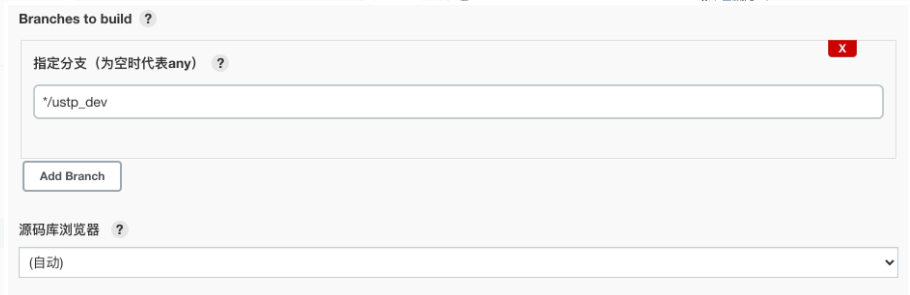 Branches to build ?
X
指定分支（为空时代表any） ?
*/ustp_dev
Add Branch
源码库浏览器 ?
(自动)